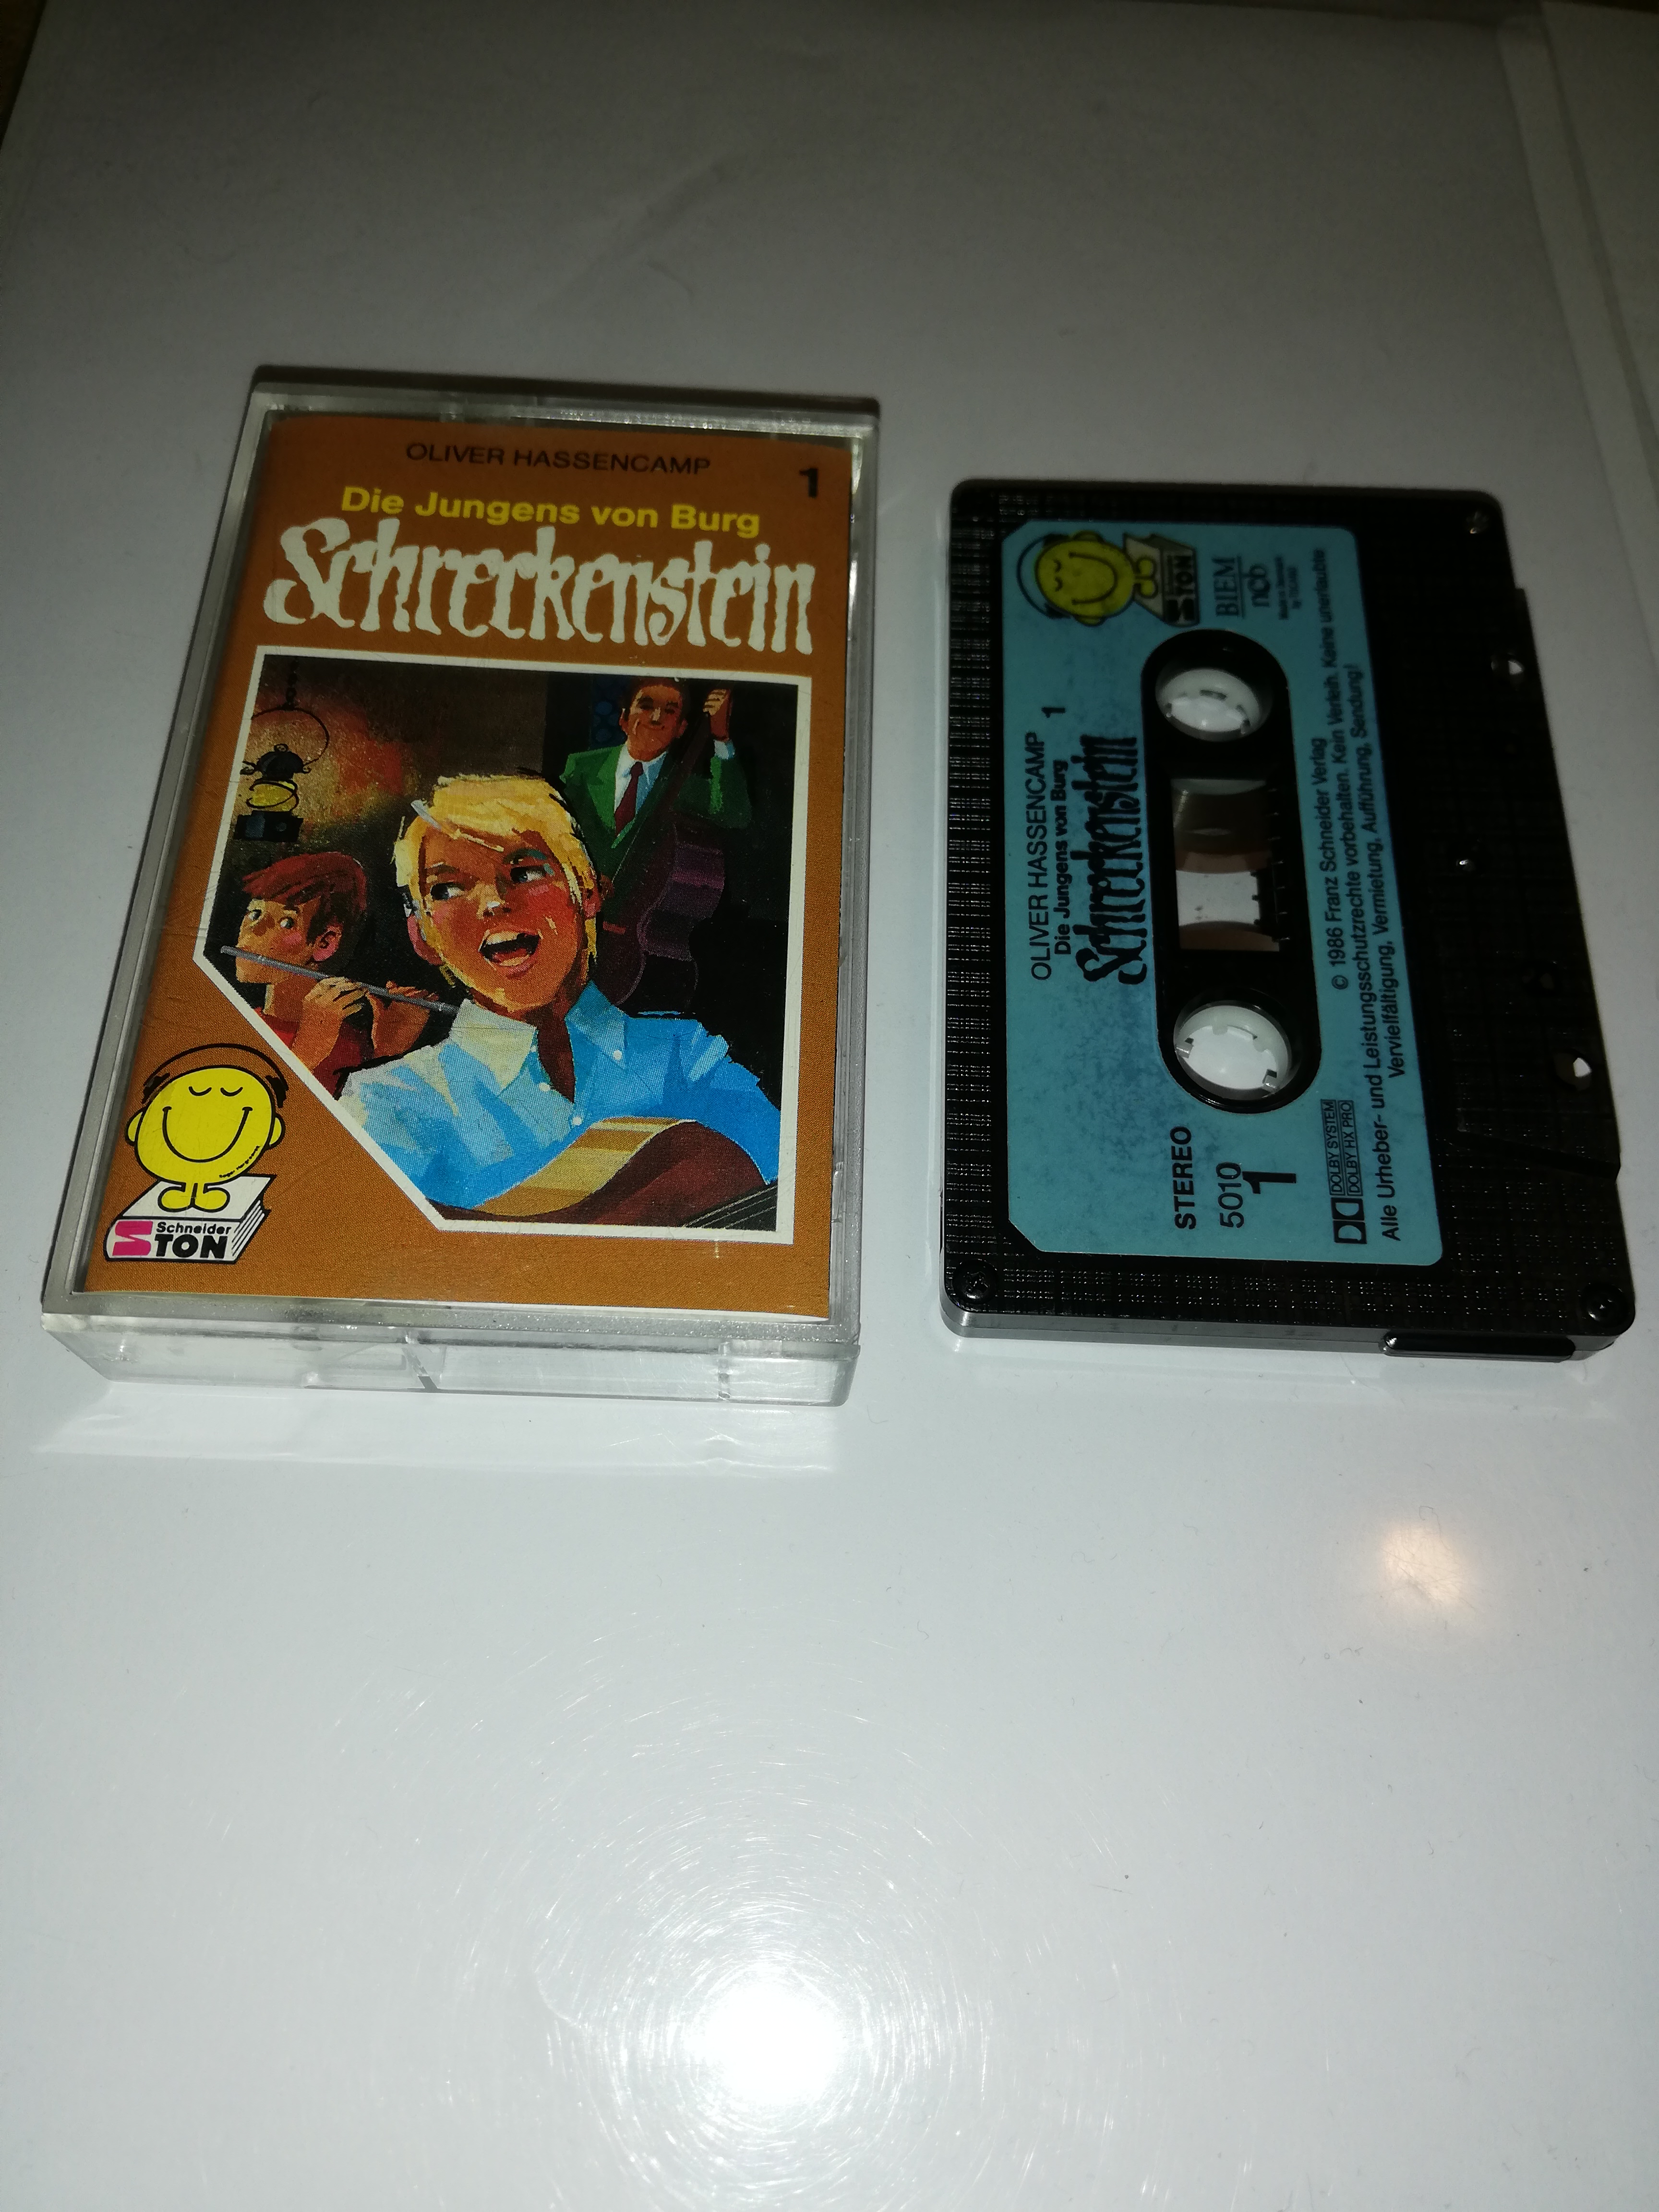 OLIVER HASSENCAMP
1
Die Jungens von Burg
Schreckenstein
Schneider
TON
OLIVER HASSENCAMP
Die Jungens von Burg 1
Schreckenstein
TON
BIEM
ncb
STEREO
5010
1
© 1986 Franz Schneider Verlag
DOLBY SYSTEM
DOLBY HX PRO
Alle Urheber- und Leistungsschutzrechte vorbehalten. Kein Verleih. Keine unerlaubte
Vervielfältigung, Vermietung, Aufführung, Sendung!